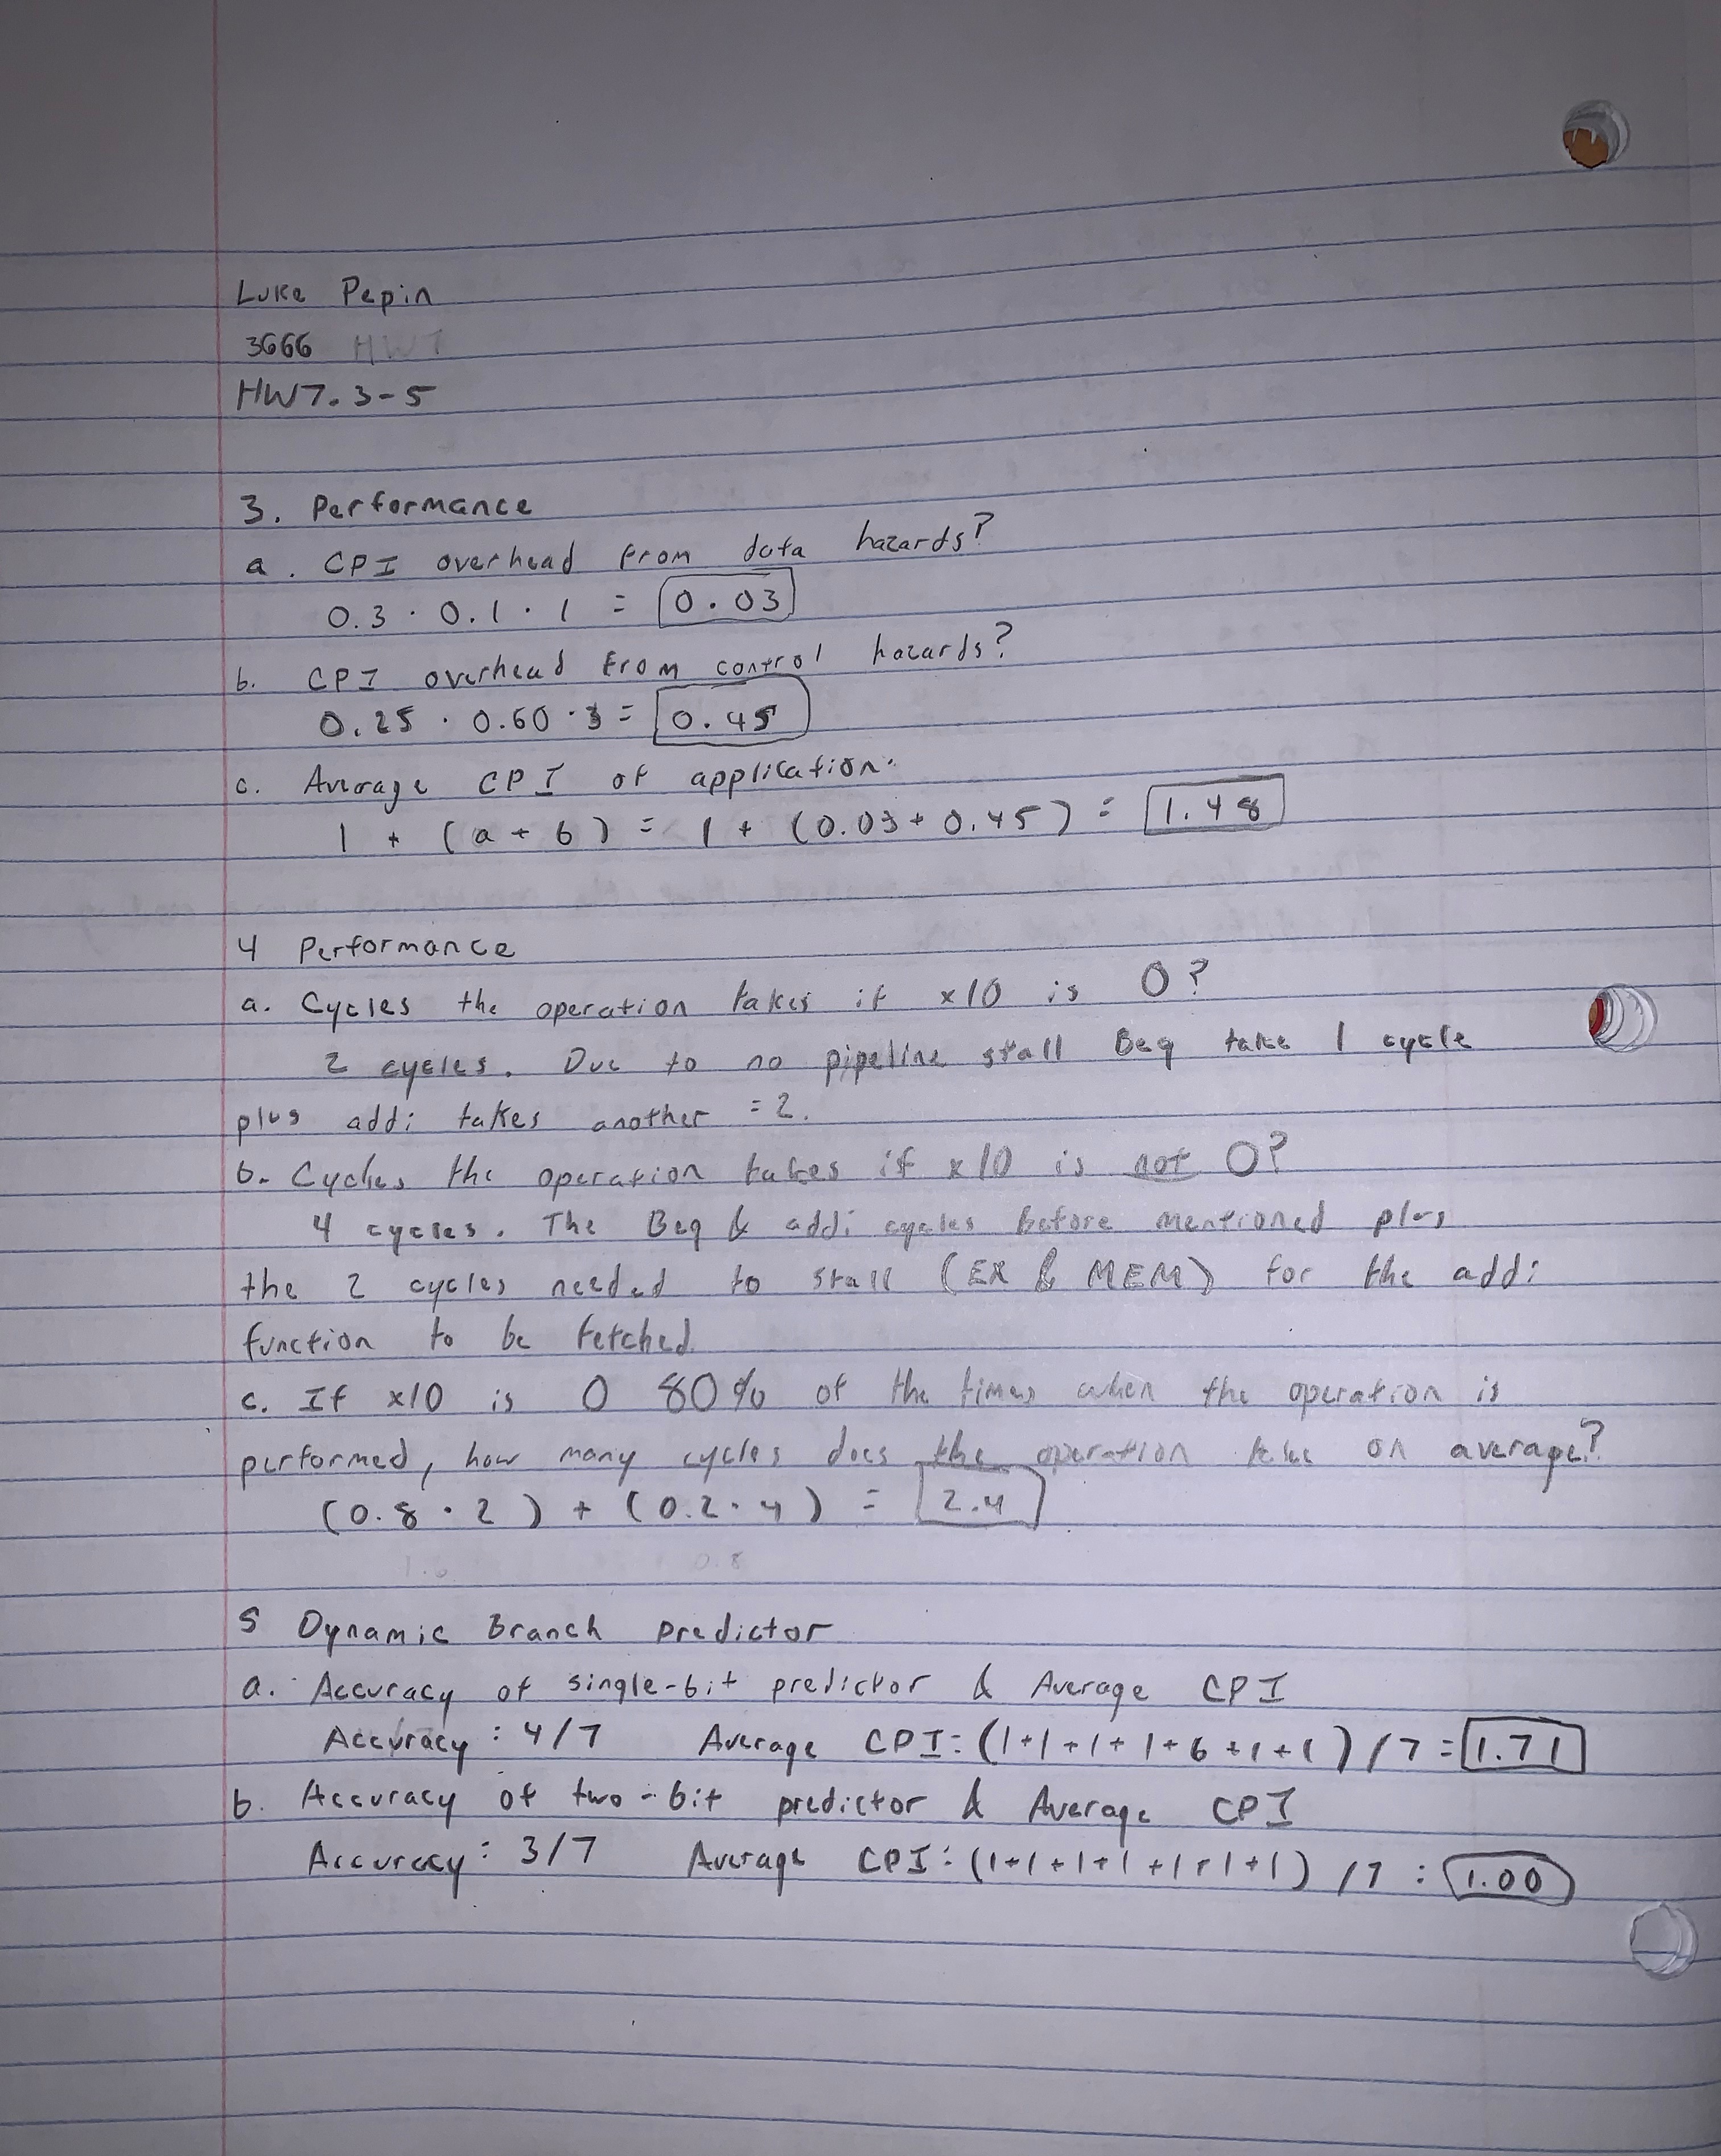 Luke Pepin
3666 HW7
HW7.3-5
3. Performance
a. CPI overhead from data hazards?
0.3 · 0.1 · 1 = 0.03
b. CPI overhead from control hazards?
0.25 · 0.60 · 3 = 0.45
c. Average CPI of application.
1 + (a + b) = 1 + (0.03 + 0.45) = 1.48
4 Performance
a. Cycles the operation takes if x10 is 0?
2 cycles. Due to no pipeline stall Beq take 1 cycle
plus addi takes another = 2.
b. Cycles the operation takes if x10 is not 0?
4 cycles. The Beq & addi cycles before mentioned plus
the 2 cycles needed to stall (EX & MEM) for the addi
function to be fetched.
c. If x10 is 0 80% of the times when the operation is
performed, how many cycles does the operation take on average?
(0.8 · 2) + (0.2 · 4) = 2.4
0.8
5 Dynamic Branch Predictor
a. Accuracy of single-bit predictor & Average CPI
Accuracy: 4/7 Average CPI: (1+1+1+1+6+1+1)/7 = 1.71
b. Accuracy of two-bit predictor & Average CPI
Accuracy: 3/7 Average CPI: (1+1+1+1+1+1+1)/7 : 1.00